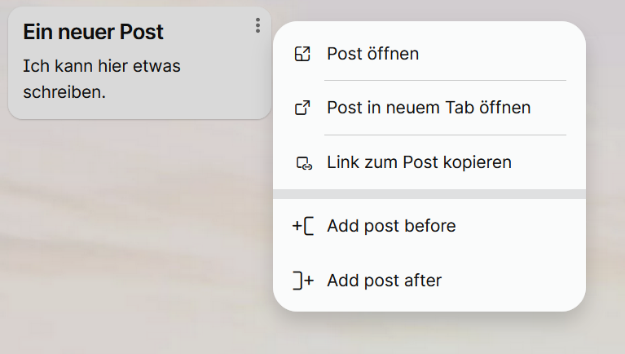 Ein neuer Post
Ich kann hier etwas
schreiben.
Post öffnen
Post in neuem Tab öffnen
Link zum Post kopieren
Add post before
Add post after